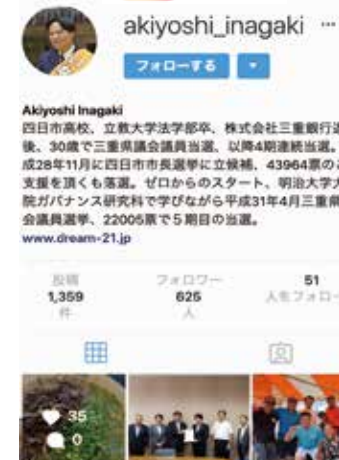 akiyoshi_inagaki ...
フォローする ▼
Akiyoshi Inagaki
四日市高校、立教大学法学部卒、株式会社三重銀行
後、30歳で三重県議会議員当選、以降4期連続当選。
成28年11月に四日市市長選挙に立候補、43964票の
支援を頂くも落選。ゼロからのスタート、明治大学
院ガバナンス研究科で学びながら平成31年4月三重県
会議員選挙、22005票で5期目の当選。
www.dream-21.jp
投稿 フォロワー 51
1,359 625 人をフォロー
件 人
35
0